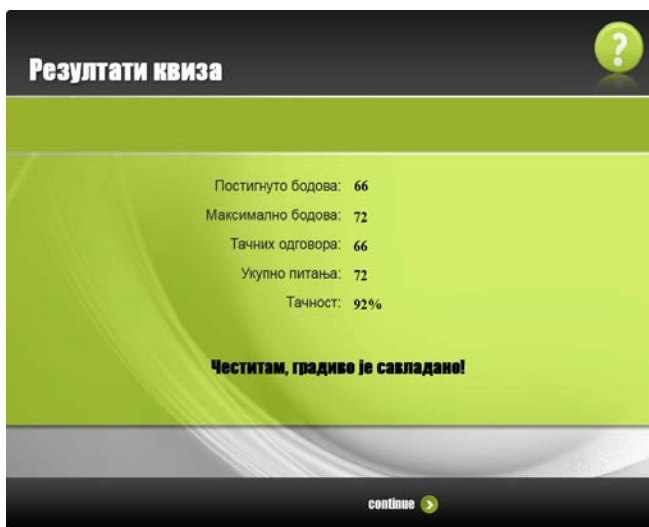 ?
Резултати квиза
Постигнуто бодова: 66
Максимално бодова: 72
Тачних одговора: 66
Укупно питања: 72
Тачност: 92%
Честитам, градиво је савладано!
continue